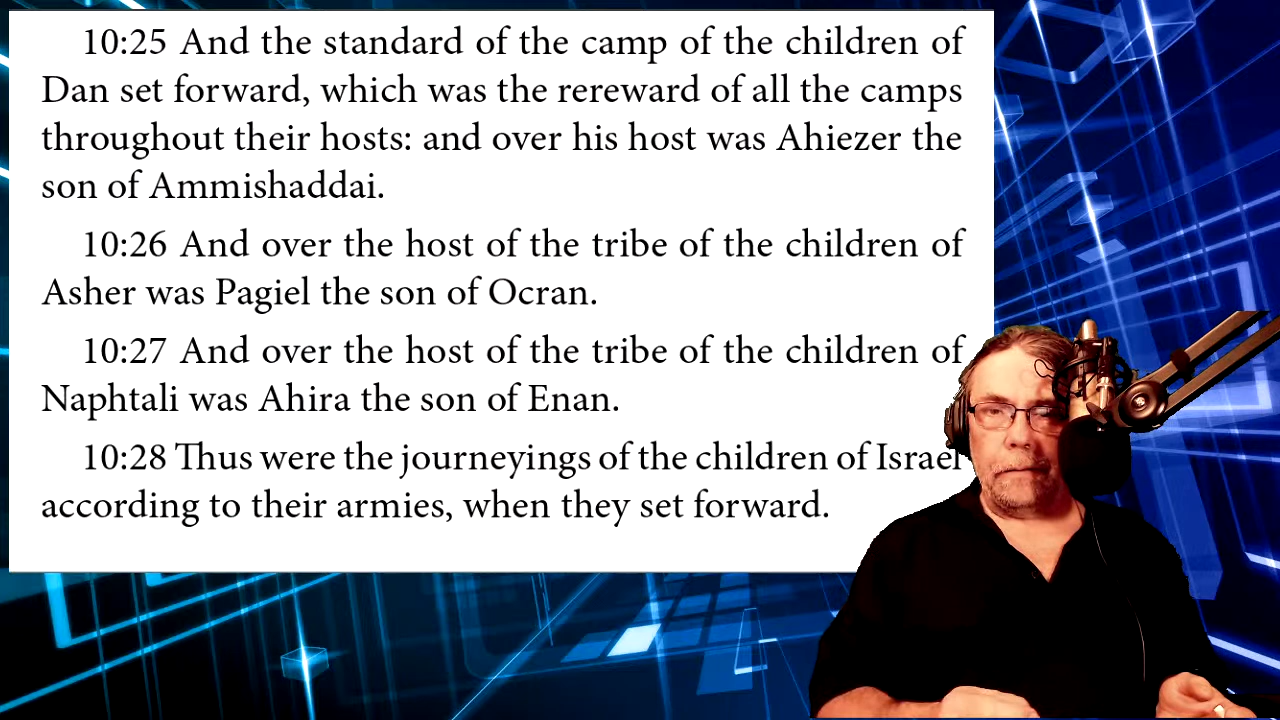 10:25 And the standard of the camp of the children of
Dan set forward, which was the rereward of all the camps
throughout their hosts: and over his host was Ahiezer the
son of Ammishaddai.
10:26 And over the host of the tribe of the children of
Asher was Pagiel the son of Ocran.
10:27 And over the host of the tribe of the children of
Naphtali was Ahira the son of Enan.
10:28 Thus were the journeyings of the children of Israel
according to their armies, when they set forward.